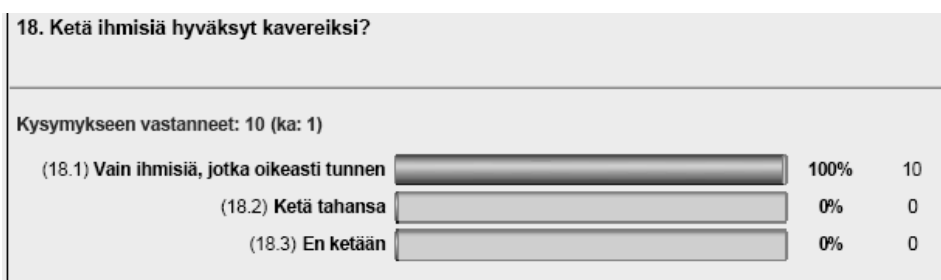 18. Ketä ihmisiä hyväksyt kavereiksi?
Kysymykseen vastanneet: 10 (ka: 1)
(18.1) Vain ihmisiä, jotka oikeasti tunnen 100% 10
(18.2) Ketä tahansa 0% 0
(18.3) En ketään 0% 0